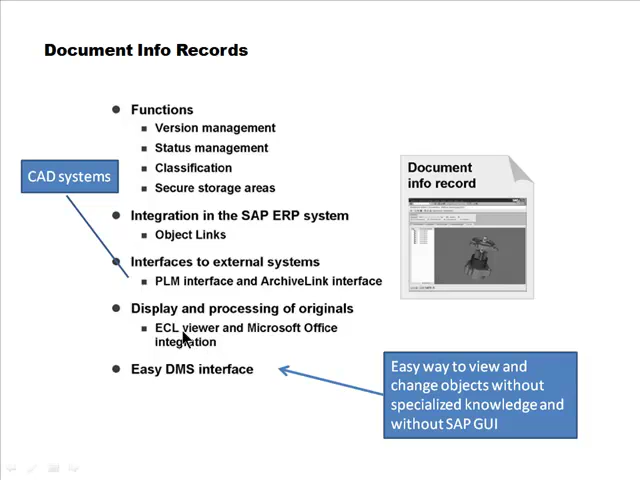 Document Info Records
Functions
Version management
Status management
Classification
Secure storage areas
CAD systems
Integration in the SAP ERP system
Object Links
Interfaces to external systems
PLM interface and ArchiveLink interface
Display and processing of originals
ECL viewer and Microsoft Office
integration
Easy DMS interface
Document
info record
Easy way to view and
change objects without
specialized knowledge and
without SAP GUI